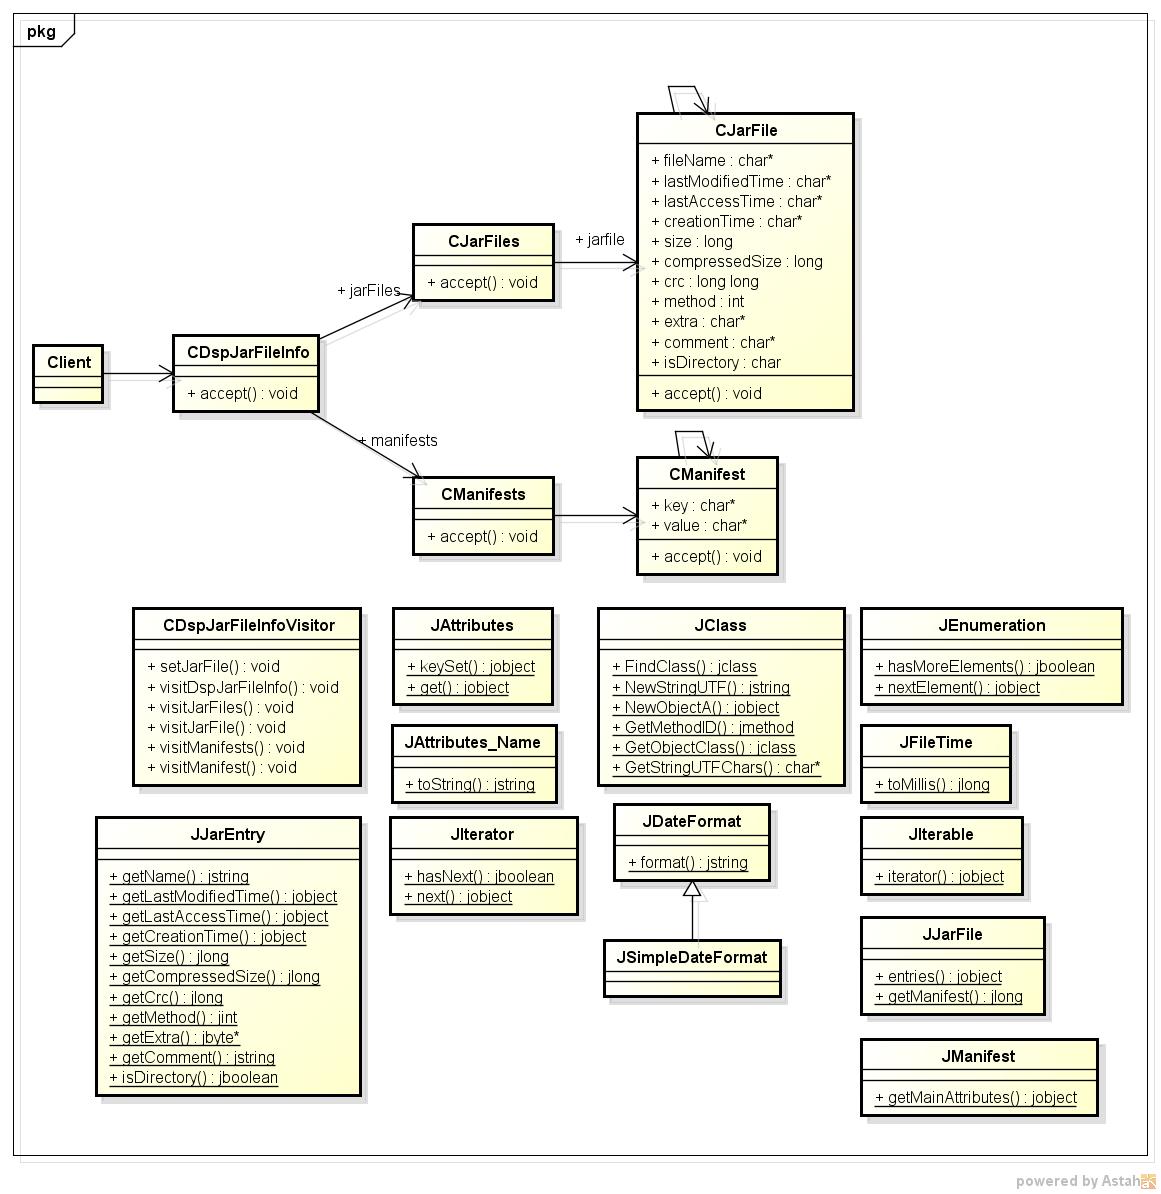 pkg
CJarFile
+ fileName : char*
+ lastModifiedTime : char*
+ lastAccessTime : char*
+ creationTime : char*
+ size : long
+ compressedSize : long
+ crc : long long
+ method : int
+ extra : char*
+ comment : char*
+ isDirectory : char
+ accept() : void
CJarFiles
+ accept() : void
+ jarfile
+ jarFiles
Client
CDspJarFileInfo
+ accept() : void
+ manifests
CManifests
+ accept() : void
CManifest
+ key : char*
+ value : char*
+ accept() : void
CDspJarFileInfoVisitor
+ setJarFile() : void
+ visitDspJarFileInfo() : void
+ visitJarFiles() : void
+ visitJarFile() : void
+ visitManifests() : void
+ visitManifest() : void
JAttributes
+ keySet() : jobject
+ get() : jobject
JClass
+ FindClass() : jclass
+ NewStringUTF() : jstring
+ NewObjectA() : jobject
+ GetMethodID() : jmethod
+ GetObjectClass() : jclass
+ GetStringUTFChars() : char*
JEnumeration
+ hasMoreElements() : jboolean
+ nextElement() : jobject
JAttributes_Name
+ toString() : jstring
JFileTime
+ toMillis() : jlong
JJarEntry
+ getName() : jstring
+ getLastModifiedTime() : jobject
+ getLastAccessTime() : jobject
+ getCreationTime() : jobject
+ getSize() : jlong
+ getCompressedSize() : jlong
+ getCrc() : jlong
+ getMethod() : jint
+ getExtra() : jbyte*
+ getComment() : jstring
+ isDirectory() : jboolean
JIterator
+ hasNext() : jboolean
+ next() : jobject
JDateFormat
+ format() : jstring
JSimpleDateFormat
JIterable
+ iterator() : jobject
JJarFile
+ entries() : jobject
+ getManifest() : jlong
JManifest
+ getMainAttributes() : jobject
powered by Astah